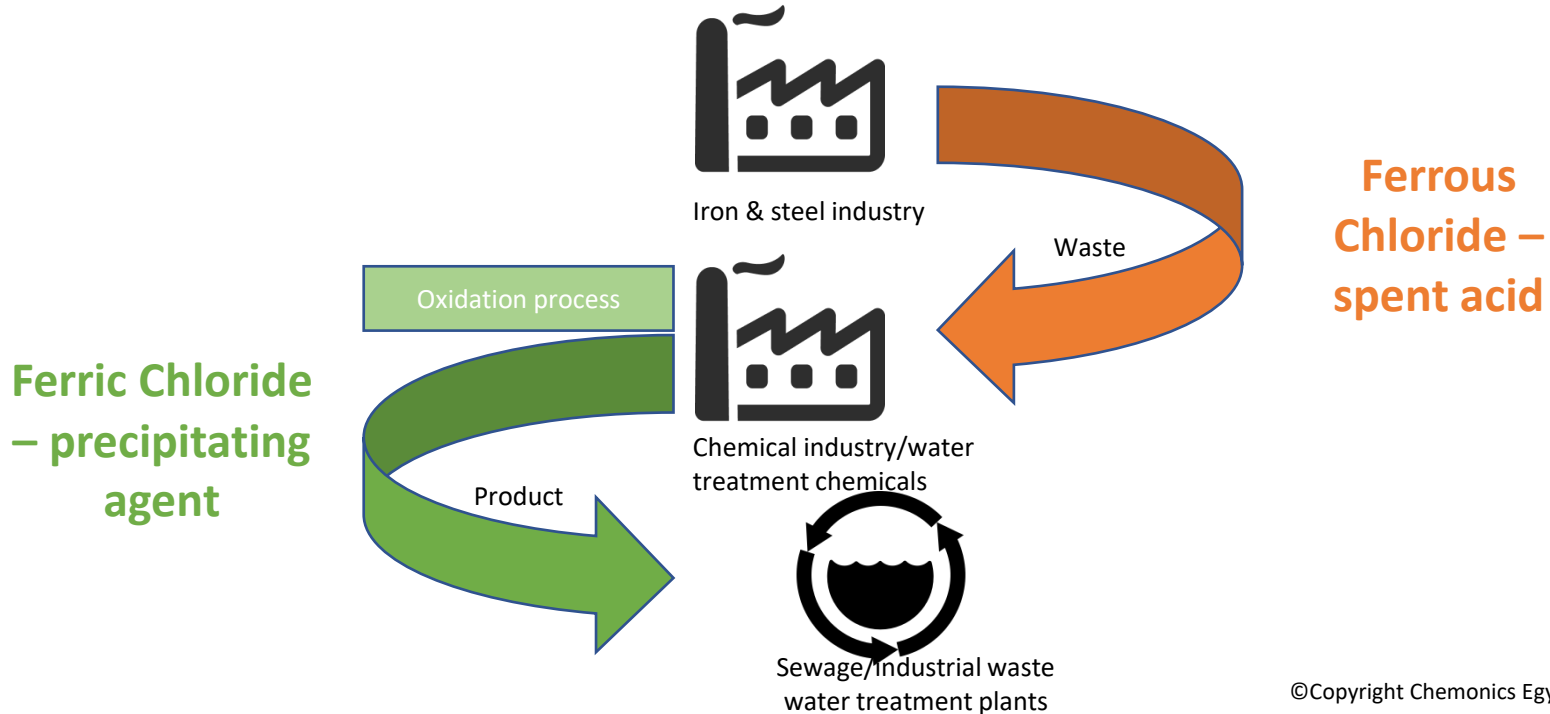 Iron & steel industry
Ferrous
Chloride –
spent acid
Waste
Oxidation process
Ferric Chloride
– precipitating
agent
Chemical industry/water
treatment chemicals
Product
Sewage/industrial waste
water treatment plants
©Copyright Chemonics Egy